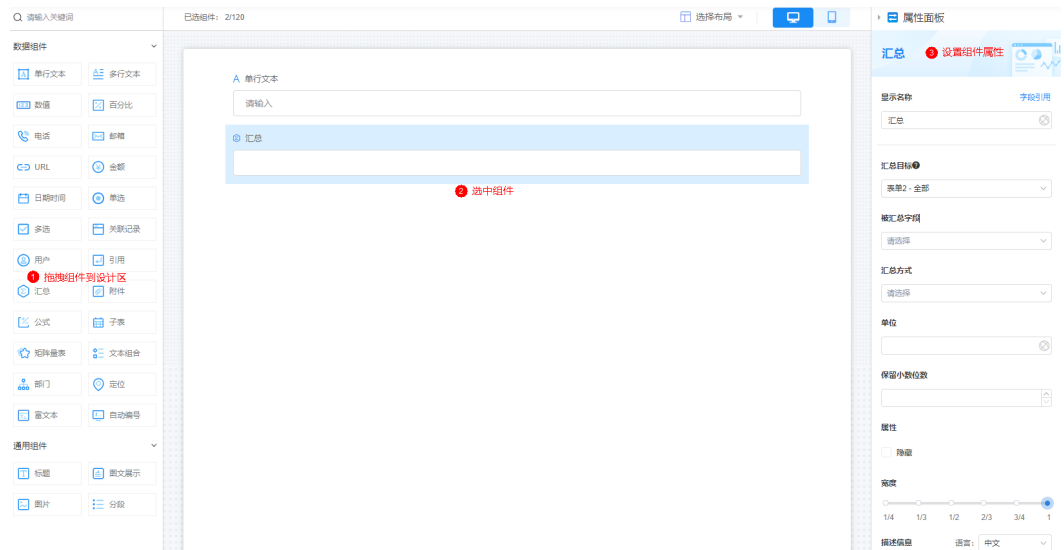 请输入关键词
数据组件
单行文本
多行文本
数值
百分比
电话
邮箱
URL
金额
日期时间
单选
多选
关联记录
用户
引用
1 拖拽组件到设计区
汇总
附件
公式
子表
矩阵量表
文本组合
部门
定位
富文本
自动编号
通用组件
标题
图文展示
图片
分段
已选组件: 2/120
选择布局
A 单行文本
请输入
汇总
2 选中组件
属性面板
汇总
3 设置组件属性
显示名称 字段引用
汇总
汇总目标
表单2 - 全部
被汇总字段
请选择
汇总方式
请选择
单位
保留小数位数
属性
隐藏
宽度
1/4 1/3 1/2 2/3 3/4 1
描述信息 语言: 中文